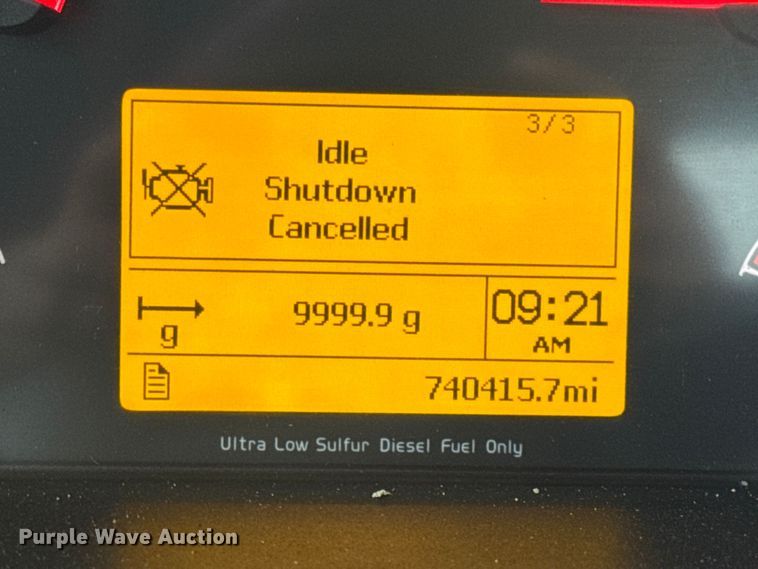 3/3
Idle
Shutdown
Cancelled
g
9999.9 g
09:21
AM
740415.7mi
Ultra Low Sulfur Diesel Fuel Only
Purple Wave Auction